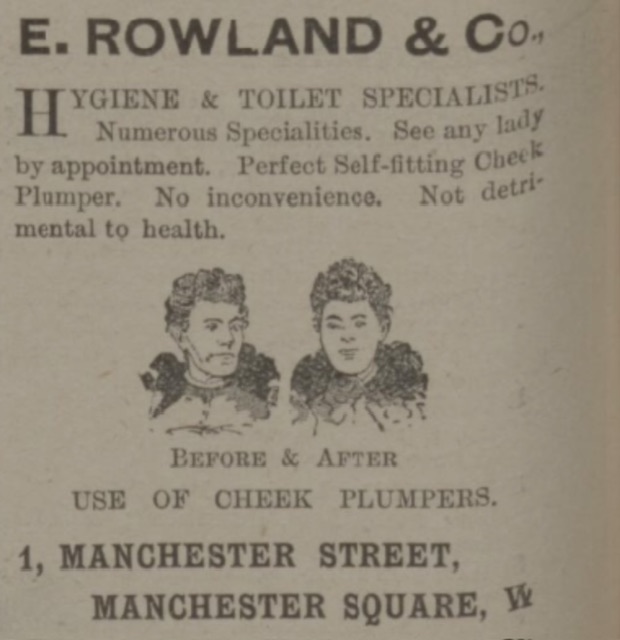 E. ROWLAND & Co.,
HYGIENE & TOILET SPECIALISTS.
Numerous Specialities. See any lady
by appointment. Perfect Self-fitting Cheek
Plumper. No inconvenience. Not detri-
mental to health.
BEFORE & AFTER
USE OF CHEEK PLUMPERS.
1, MANCHESTER STREET,
MANCHESTER SQUARE, W